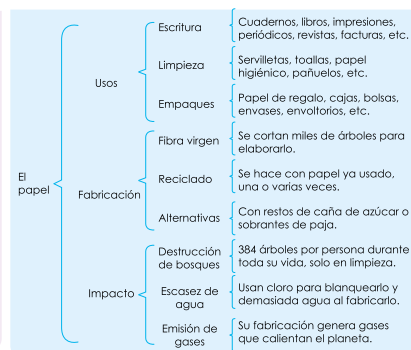 El
papel
Usos
Escritura
Cuadernos, libros, impresiones,
periódicos, revistas, facturas, etc.
Limpieza
Servilletas, toallas, papel
higiénico, pañuelos, etc.
Empaques
Papel de regalo, cajas, bolsas,
envases, envoltorios, etc.
Fabricación
Fibra virgen
Se cortan miles de árboles para
elaborarlo.
Reciclado
Se hace con papel ya usado,
una o varias veces.
Alternativas
Con restos de caña de azúcar o
sobrantes de paja.
Impacto
Destrucción
de bosques
384 árboles por persona durante
toda su vida, solo en limpieza.
Escasez de
agua
Usan cloro para blanquearlo y
demasiada agua al fabricarlo.
Emisión de
gases
Su fabricación genera gases
que calientan el planeta.